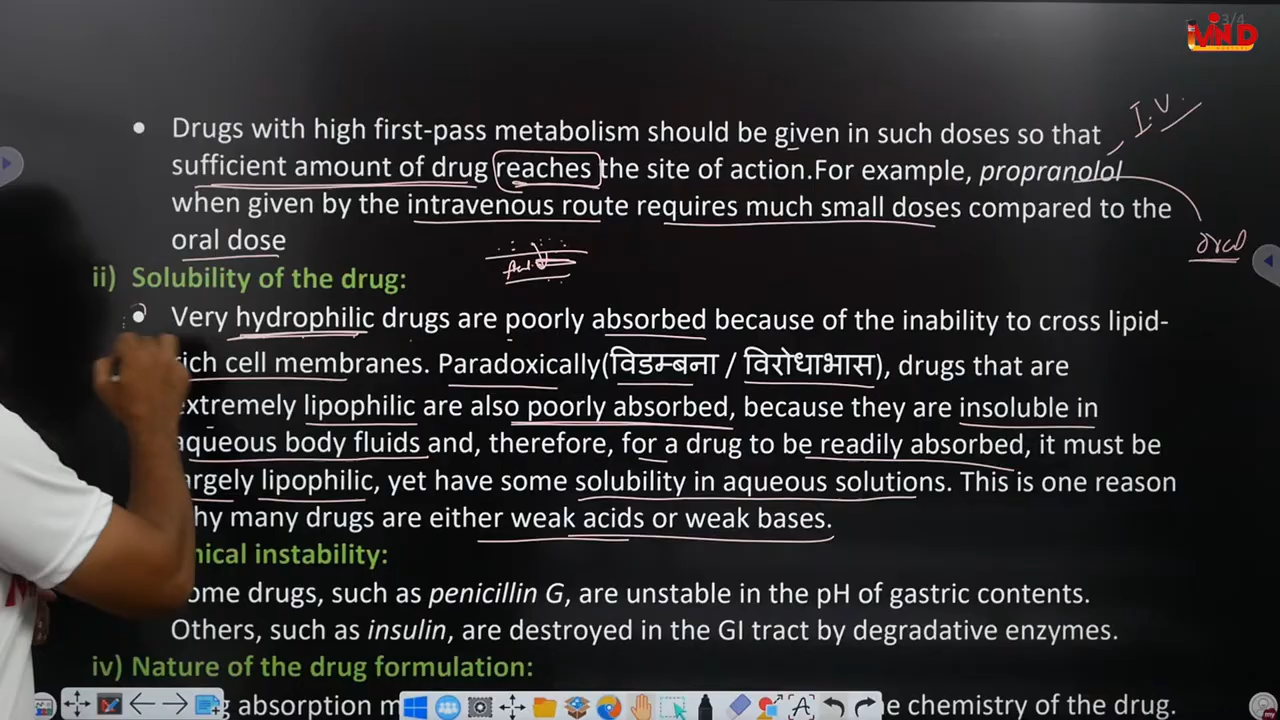 3/4
iMIND
• Drugs with high first-pass metabolism should be given in such doses so that
I.V.
sufficient amount of drug reaches the site of action.For example, propranolol
when given by the intravenous route requires much small doses compared to the
oral dose
oral
ii) Solubility of the drug:
• Very hydrophilic drugs are poorly absorbed because of the inability to cross lipid-
rich cell membranes. Paradoxically(विडम्बना / विरोधाभास), drugs that are
extremely lipophilic are also poorly absorbed, because they are insoluble in
aqueous body fluids and, therefore, for a drug to be readily absorbed, it must be
largely lipophilic, yet have some solubility in aqueous solutions. This is one reason
hy many drugs are either weak acids or weak bases.
mical instability:
ome drugs, such as penicillin G, are unstable in the pH of gastric contents.
Others, such as insulin, are destroyed in the GI tract by degradative enzymes.
iv) Nature of the drug formulation:
g absorption m e chemistry of the drug.